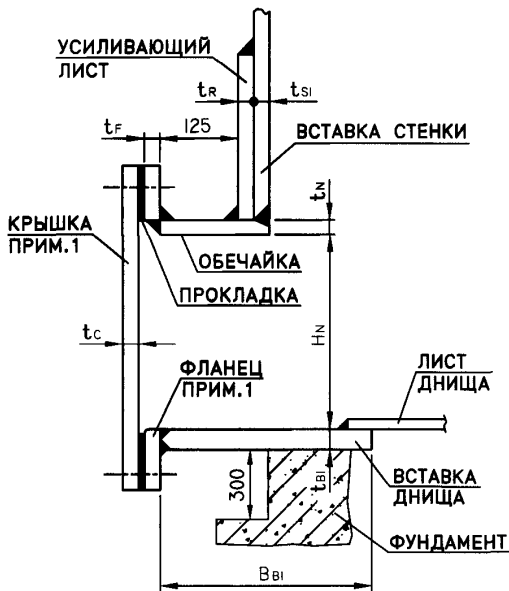 УСИЛИВАЮЩИЙ
ЛИСТ
tR
tSI
tF
125
ВСТАВКА СТЕНКИ
tN
КРЫШКА
ПРИМ.1
ОБЕЧАЙКА
ПРОКЛАДКА
tC
HN
ФЛАНЕЦ
ПРИМ.1
ЛИСТ
ДНИЩА
300
tBI
ВСТАВКА
ДНИЩА
ФУНДАМЕНТ
BBI